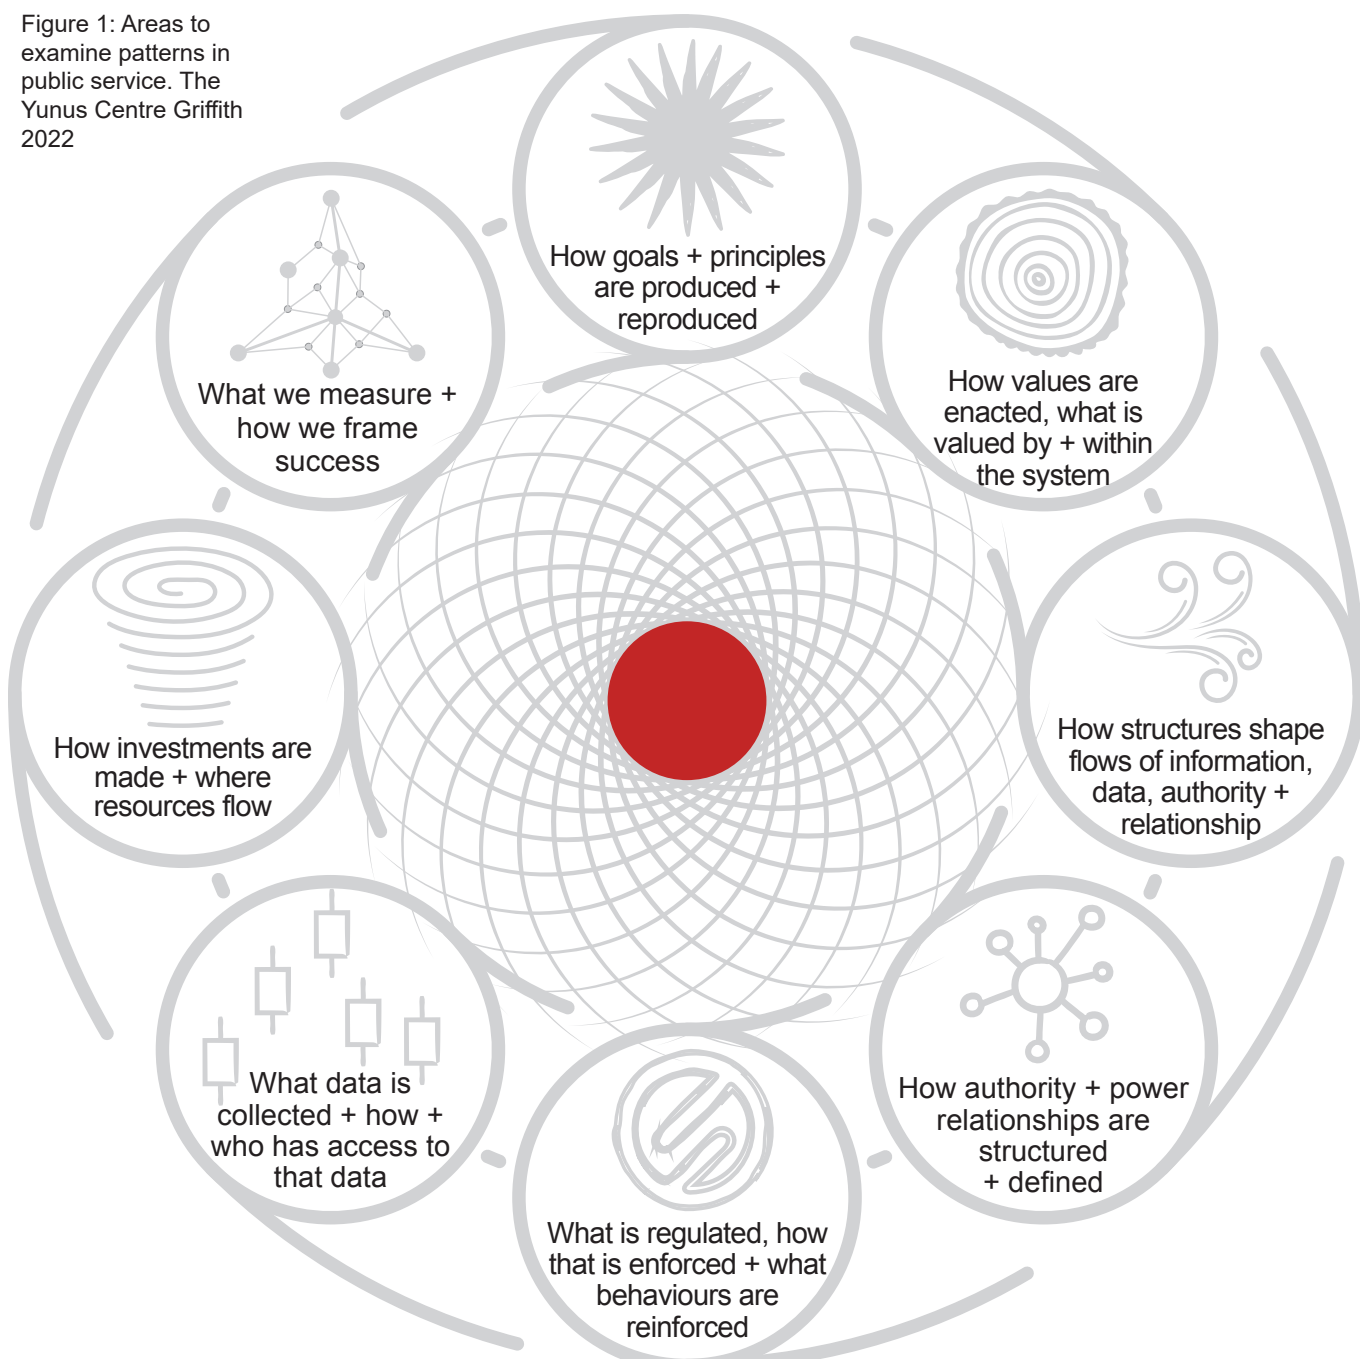 Figure 1: Areas to
examine patterns in
public service. The
Yunus Centre Griffith
2022
How goals + principles
are produced +
reproduced
How values are
enacted, what is
valued by + within
the system
How structures shape
flows of information,
data, authority +
relationship
How authority + power
relationships are
structured
+ defined
What is regulated, how
that is enforced + what
behaviours are
reinforced
What data is
collected + how +
who has access to
that data
How investments are
made + where
resources flow
What we measure +
how we frame
success